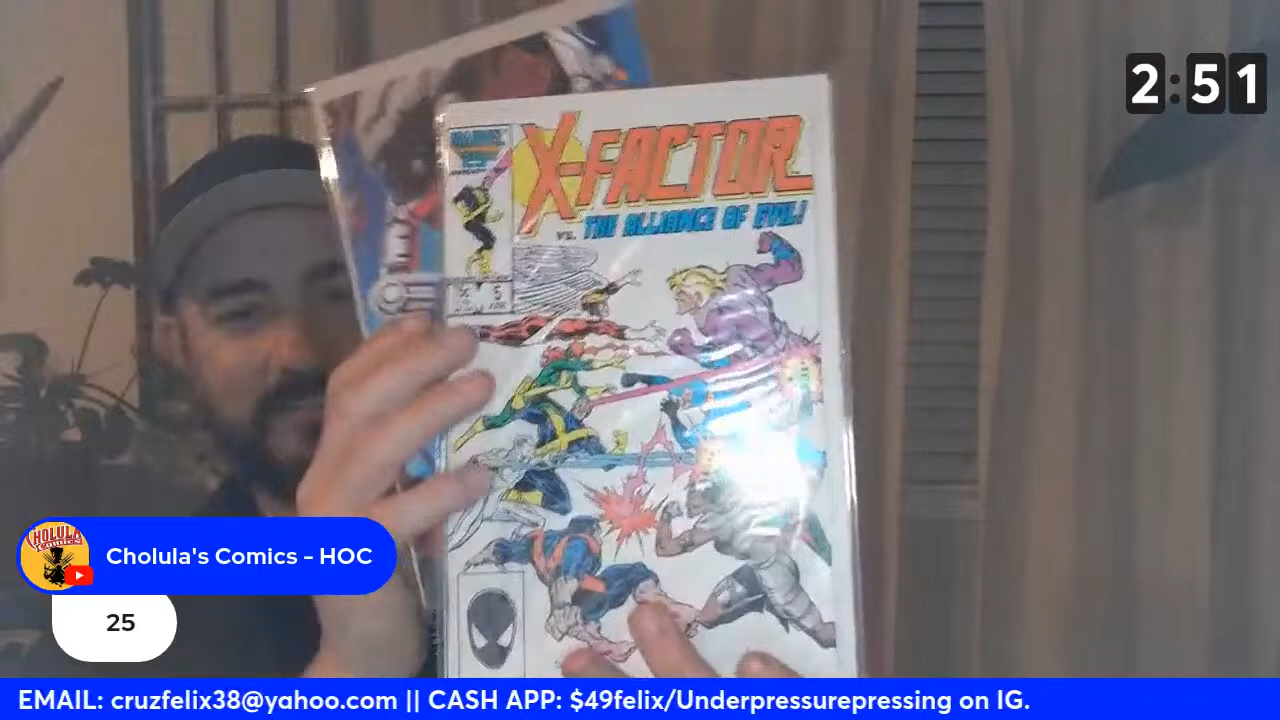 2:51
X-FACTOR
VS. THE ALLIANCE OF EVIL!
5
Cholula's Comics - HOC
25
EMAIL: cruzfelix38@yahoo.com || CASH APP: $49felix/Underpressurepressing on IG.